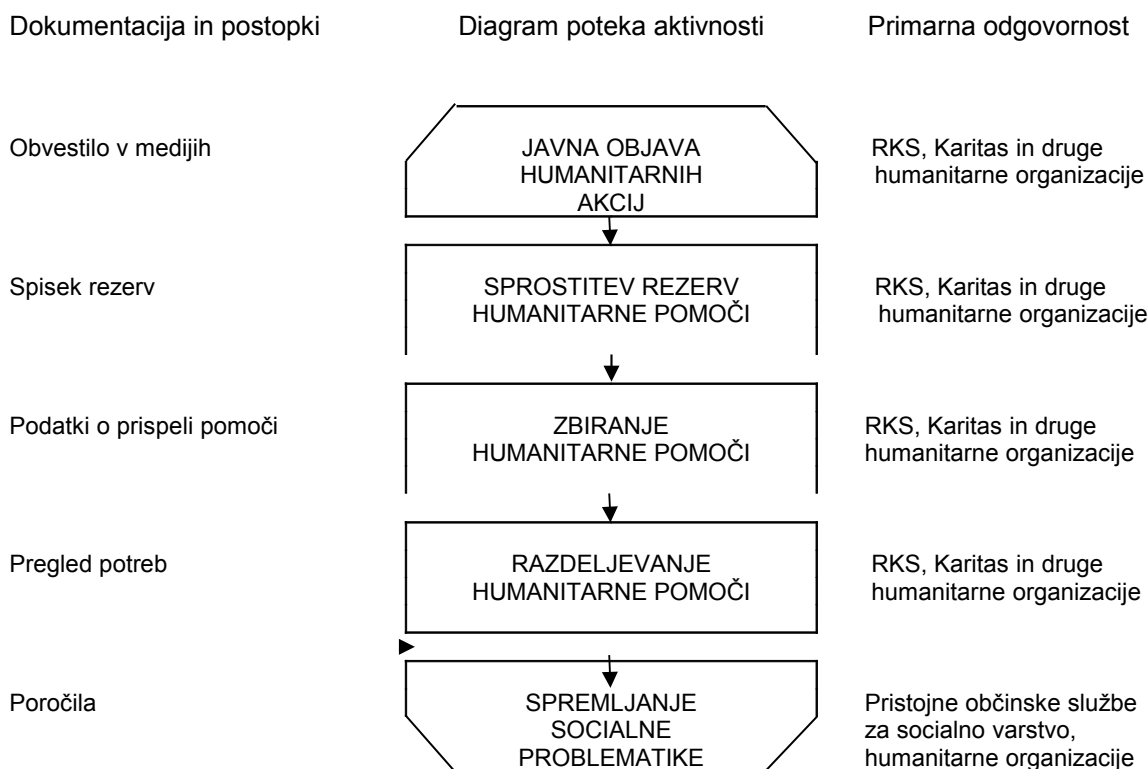 Dokumentacija in postopki Diagram poteka aktivnosti Primarna odgovornost
Obvestilo v medijih
JAVNA OBJAVA
HUMANITARNIH
AKCIJ
RKS, Karitas in druge
humanitarne organizacije
Spisek rezerv
SPROSTITEV REZERV
HUMANITARNE POMOČI
RKS, Karitas in druge
humanitarne organizacije
Podatki o prispeli pomoči
ZBIRANJE
HUMANITARNE POMOČI
RKS, Karitas in druge
humanitarne organizacije
Pregled potreb
RAZDELJEVANJE
HUMANITARNE POMOČI
RKS, Karitas in druge
humanitarne organizacije
Poročila
SPREMLJANJE
SOCIALNE
PROBLEMATIKE
Pristojne občinske službe
za socialno varstvo,
humanitarne organizacije